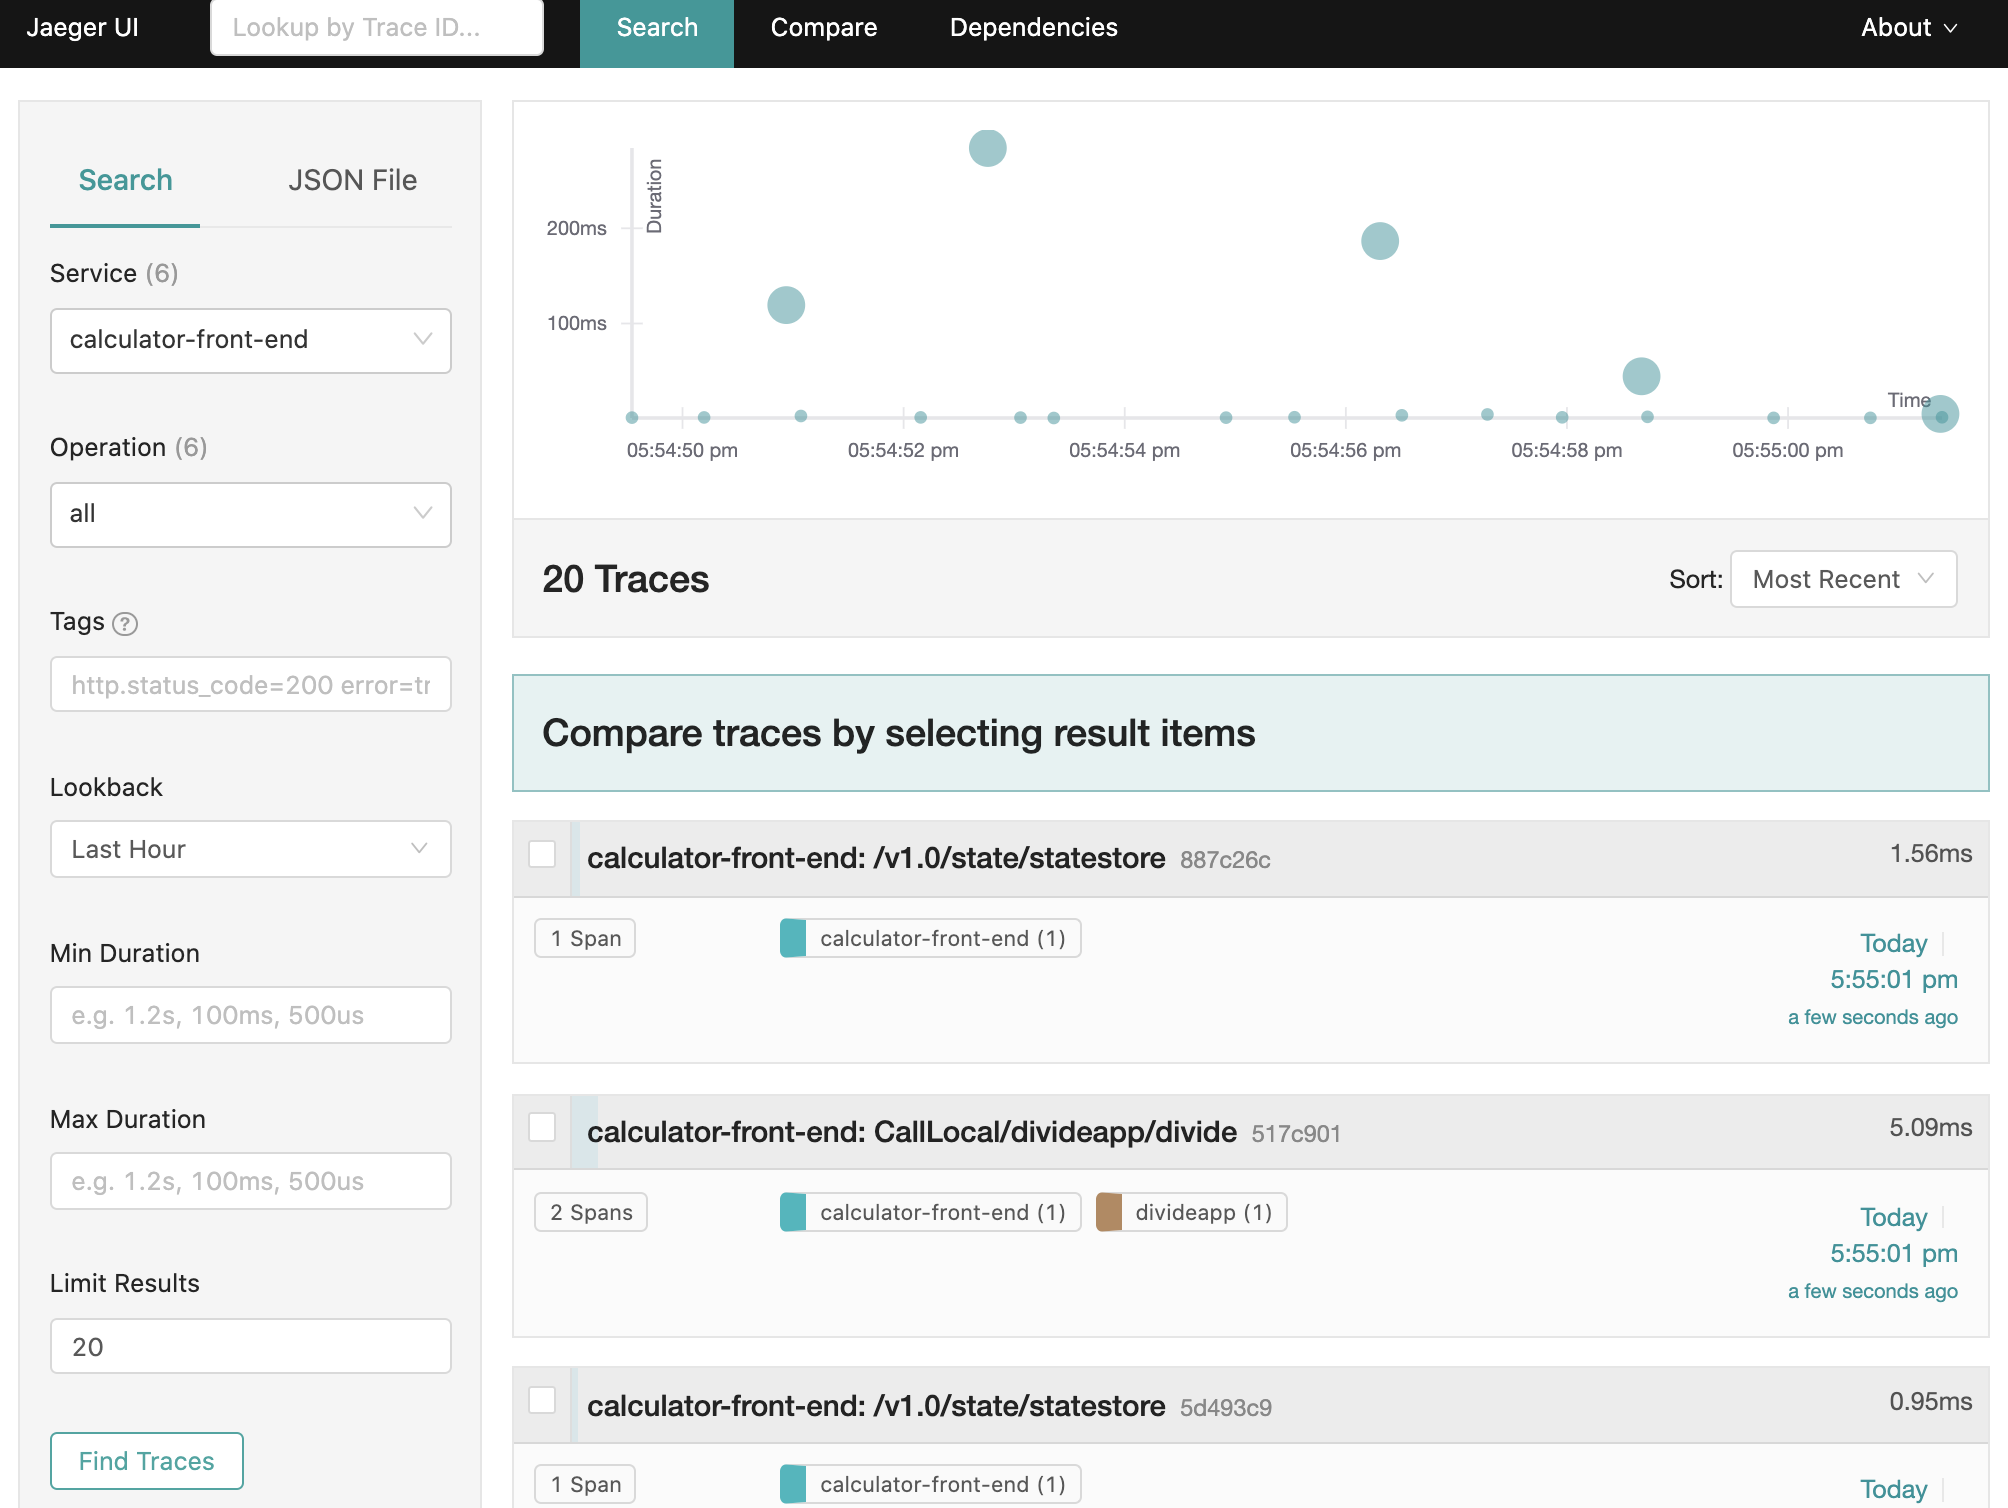 Jaeger UI
Lookup by Trace ID...
Search
Compare
Dependencies
About
Search
JSON File
Service (6)
calculator-front-end
Operation (6)
all
Tags ?
http.status_code=200 error=tr
Lookback
Last Hour
Min Duration
e.g. 1.2s, 100ms, 500us
Max Duration
e.g. 1.2s, 100ms, 500us
Limit Results
20
Find Traces
Duration
200ms
100ms
Time
05:54:50 pm
05:54:52 pm
05:54:54 pm
05:54:56 pm
05:54:58 pm
05:55:00 pm
20 Traces
Sort: Most Recent
Compare traces by selecting result items
calculator-front-end: /v1.0/state/statestore 887c26c
1.56ms
1 Span
calculator-front-end (1)
Today
5:55:01 pm
a few seconds ago
calculator-front-end: CallLocal/divideapp/divide 517c901
5.09ms
2 Spans
calculator-front-end (1)
divideapp (1)
Today
5:55:01 pm
a few seconds ago
calculator-front-end: /v1.0/state/statestore 5d493c9
0.95ms
1 Span
calculator-front-end (1)
Today